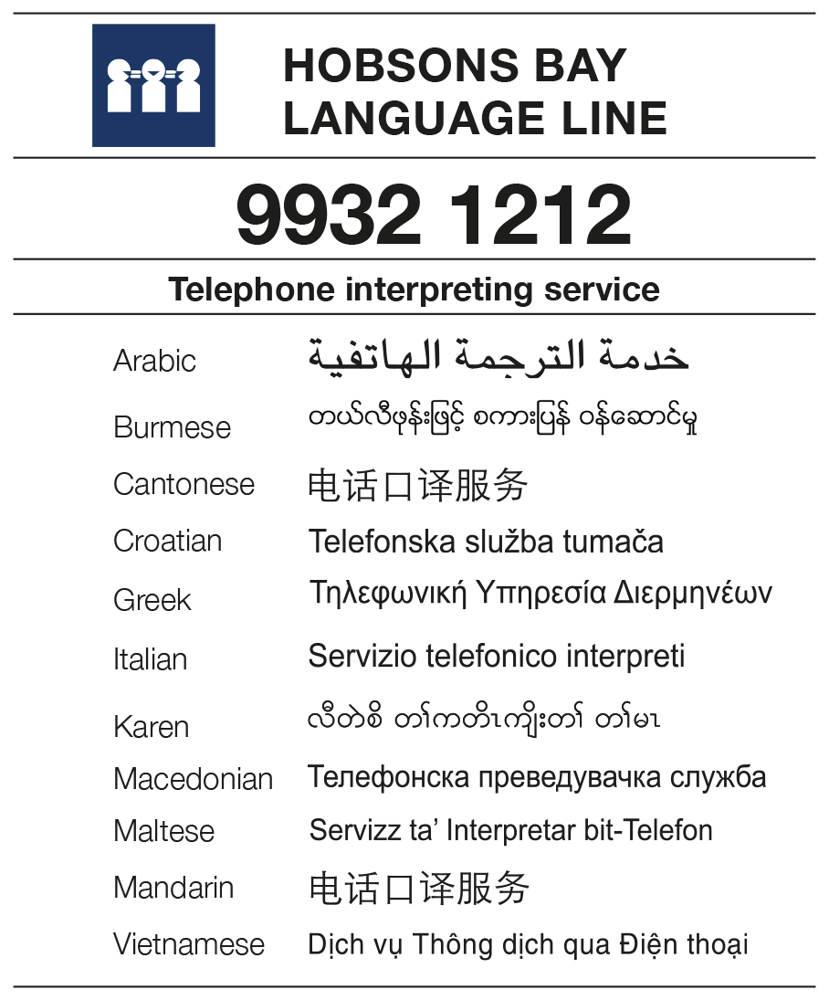 HOBSONS BAY
LANGUAGE LINE
9932 1212
Telephone interpreting service
Arabic خدمة الترجمة الهاتفية
Burmese တယ်လီဖုန်းဖြင့် စကားပြန် ဝန်ဆောင်မှု
Cantonese 电话口译服务
Croatian Telefonska služba tumača
Greek Τηλεφωνική Υπηρεσία Διερμηνέων
Italian Servizio telefonico interpreti
Karen လီတဲစိ တၢ်ကတိၤကျိးတၢ် တၢ်မၤ
Macedonian Телефонска преведувачка служба
Maltese Servizz ta’ Interpretar bit-Telefon
Mandarin 电话口译服务
Vietnamese Dịch vụ Thông dịch qua Điện thoại